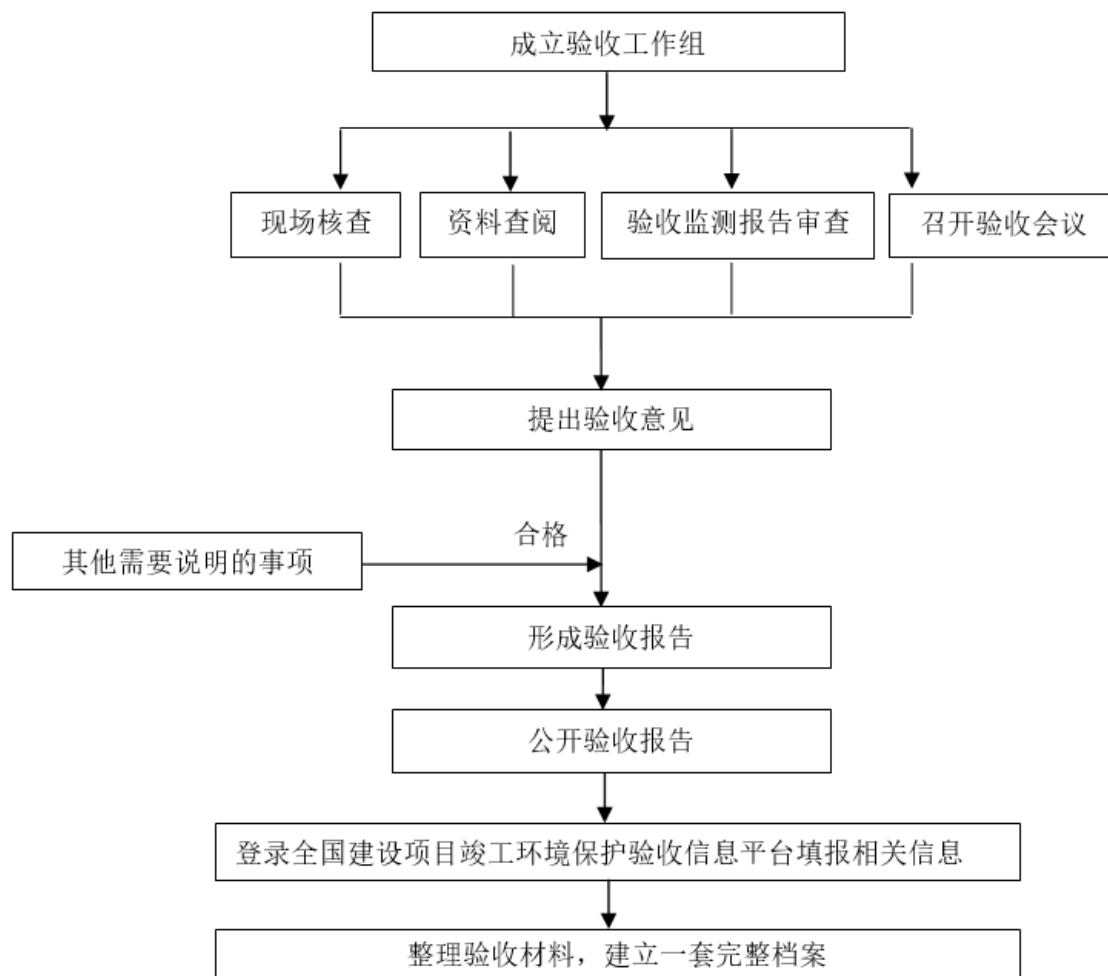 成立验收工作组
现场核查
资料查阅
验收监测报告审查
召开验收会议
提出验收意见
合格
其他需要说明的事项
形成验收报告
公开验收报告
登录全国建设项目竣工环境保护验收信息平台填报相关信息
整理验收材料，建立一套完整档案